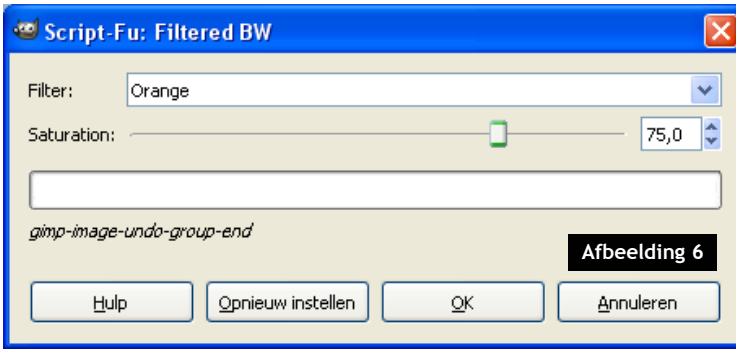 Script-Fu: Filtered BW
Filter: Orange
Saturation: 75,0
gimp-image-undo-group-end
Afbeelding 6
Hulp Opnieuw instellen OK Annuleren